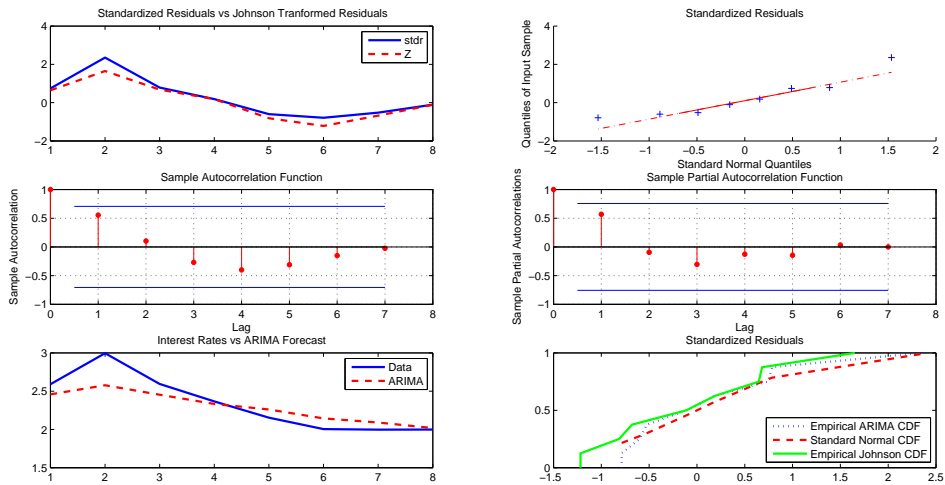 Standardized Residuals vs Johnson Tranformed Residuals
4
2
0
−2
1 2 3 4 5 6 7 8
stdr
Z
Standardized Residuals
Quantiles of Input Sample
4
2
0
−2
−2 −1.5 −1 −0.5 0 0.5 1 1.5 2
Standard Normal Quantiles
Sample Autocorrelation Function
Sample Autocorrelation
1
0.5
0
−0.5
−1
0 1 2 3 4 5 6 7 8
Lag
Sample Partial Autocorrelation Function
Sample Partial Autocorrelations
1
0.5
0
−0.5
−1
0 1 2 3 4 5 6 7 8
Lag
Interest Rates vs ARIMA Forecast
3
2.5
2
1.5
1 2 3 4 5 6 7 8
Data
ARIMA
Standardized Residuals
1
0.5
0
−1.5 −1 −0.5 0 0.5 1 1.5 2 2.5
Empirical ARIMA CDF
Standard Normal CDF
Empirical Johnson CDF